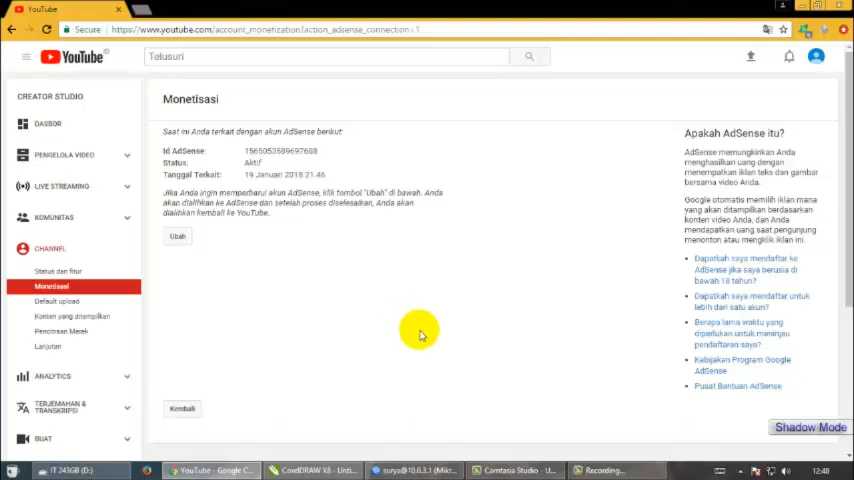 YouTube
Secure
https://www.youtube.com/account_monetization?action_adsense_connection=1
YouTube
Telusuri
CREATOR STUDIO
DASBOR
PENGELOLA VIDEO
LIVE STREAMING
KOMUNITAS
CHANNEL
Status dan fitur
Monetisasi
Default upload
Konten yang ditampilkan
Pencitraan Merek
Lanjutan
ANALYTICS
TERJEMAHAN &
TRANSKRIPSI
BUAT
Monetisasi
Saat ini Anda terkait dengan akun AdSense berikut:
Id AdSense: 1565053589697688
Status: Aktif
Tanggal Terkait: 19 Januari 2018 21.46
Jika Anda ingin memperbarui akun AdSense, klik tombol "Ubah" di bawah. Anda
akan dialihkan ke AdSense dan setelah proses diselesaikan, Anda akan
dialihkan kembali ke YouTube.
Ubah
Kembali
Apakah AdSense itu?
AdSense memungkinkan Anda
menghasilkan uang dengan
menempatkan iklan teks dan gambar
bersama video Anda.
Google otomatis memilih iklan mana
yang akan ditampilkan berdasarkan
konten video Anda, dan Anda
mendapatkan uang saat pengunjung
menonton atau mengklik iklan ini.
Dapatkah saya mendaftar ke
AdSense jika saya berusia di
bawah 18 tahun?
Dapatkah saya mendaftar untuk
lebih dari satu akun?
Berapa lama waktu yang
diperlukan untuk meninjau
pendaftaran saya?
Kebijakan Program Google
AdSense
Pusat Bantuan AdSense
Shadow Mode
IT 243GB (D:)
YouTube - Google C...
CorelDRAW X8 - Unti...
surya@10.0.3.1 (Mikr...
Camtasia Studio - U...
Recording...
12:48